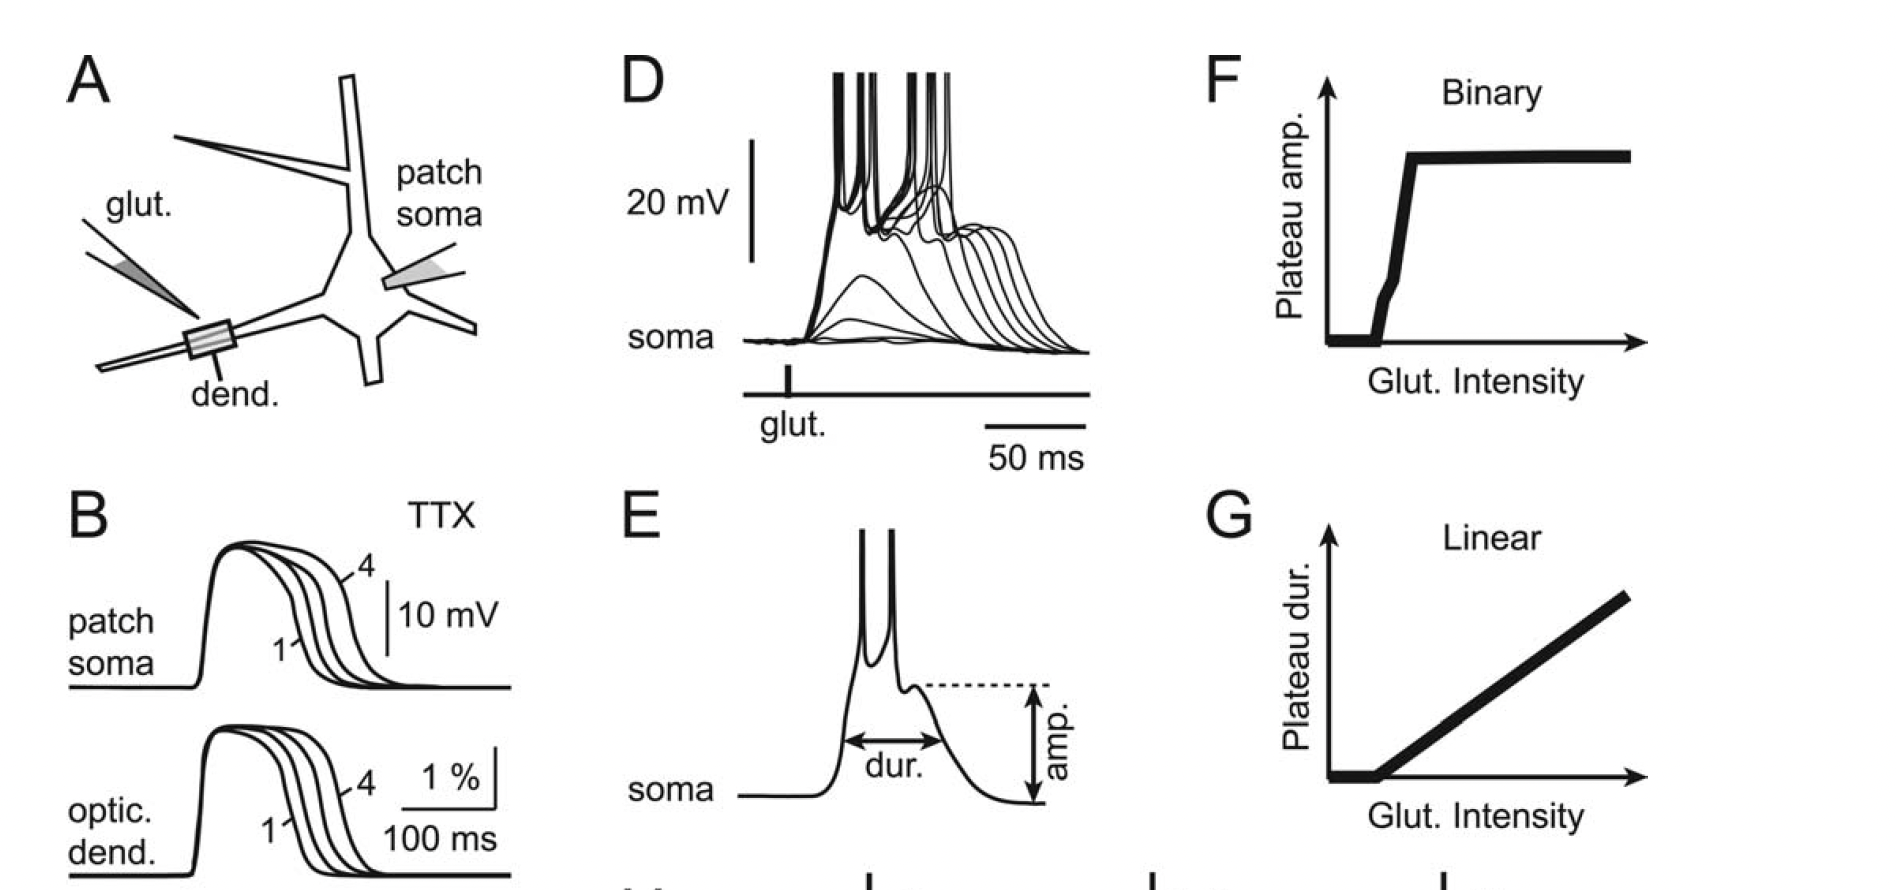 A
glut.
patch
soma
dend.
B
TTX
4
10 mV
patch
soma
1
4
1 %
optic.
dend.
1
100 ms
D
20 mV
soma
glut.
50 ms
E
amp.
dur.
soma
F
Binary
Plateau amp.
Glut. Intensity
G
Linear
Plateau dur.
Glut. Intensity